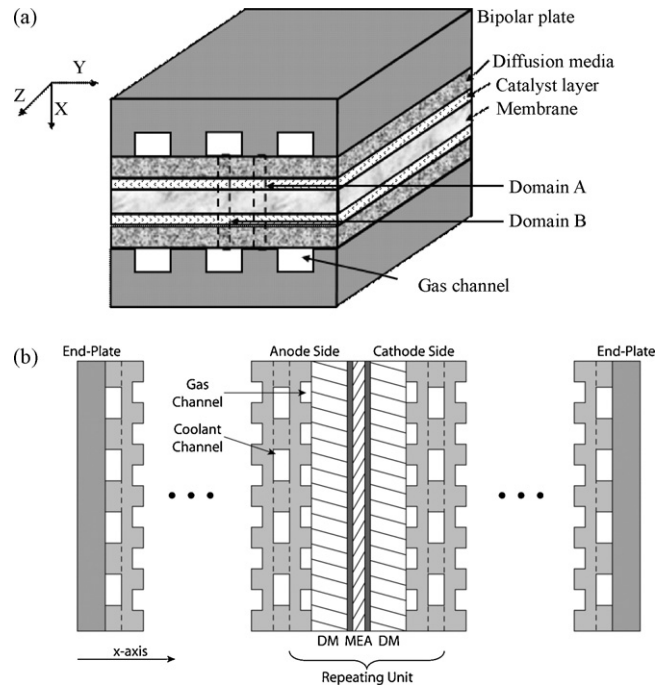 (a)
Bipolar plate
Y
Z
X
Diffusion media
Catalyst layer
Membrane
Domain A
Domain B
Gas channel
(b)
End-Plate
Anode Side
Cathode Side
End-Plate
Gas
Channel
Coolant
Channel
DM MEA DM
x-axis
Repeating Unit